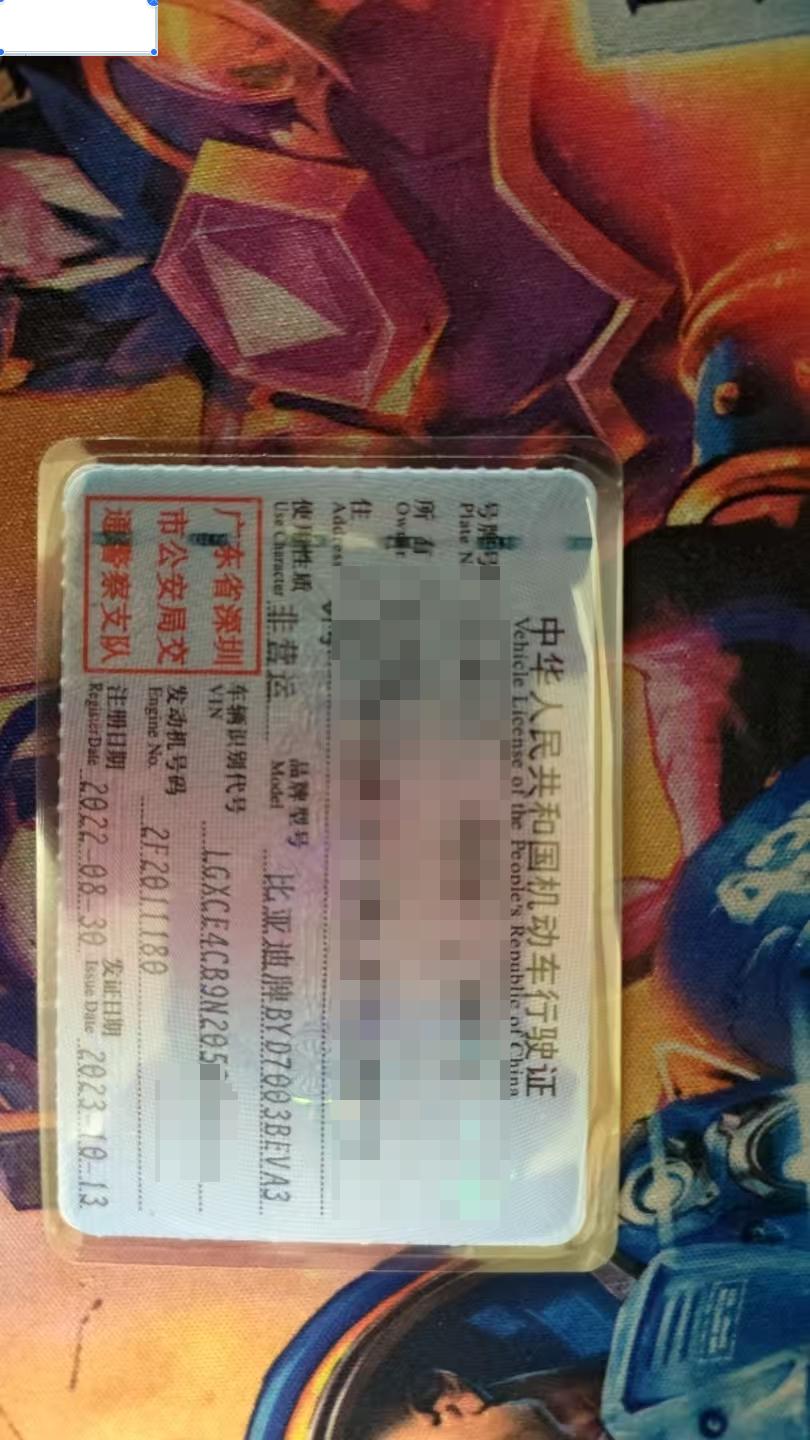 中华人民共和国机动车行驶证
Vehicle License of the People's Republic of China
号牌号
Plate N
所有
Owner
住
Address
使用性质 非营运 品牌型号 比亚迪牌BYD7003BEVA3
Use Character Model
广东省深圳市公安局交通警察支队
车辆识别代号 LGXCE4CB9N205
VIN
发动机号码 2F2011180
Engine No.
注册日期 2022-08-30 发证日期 2023-10-13
Register Date Issue Date